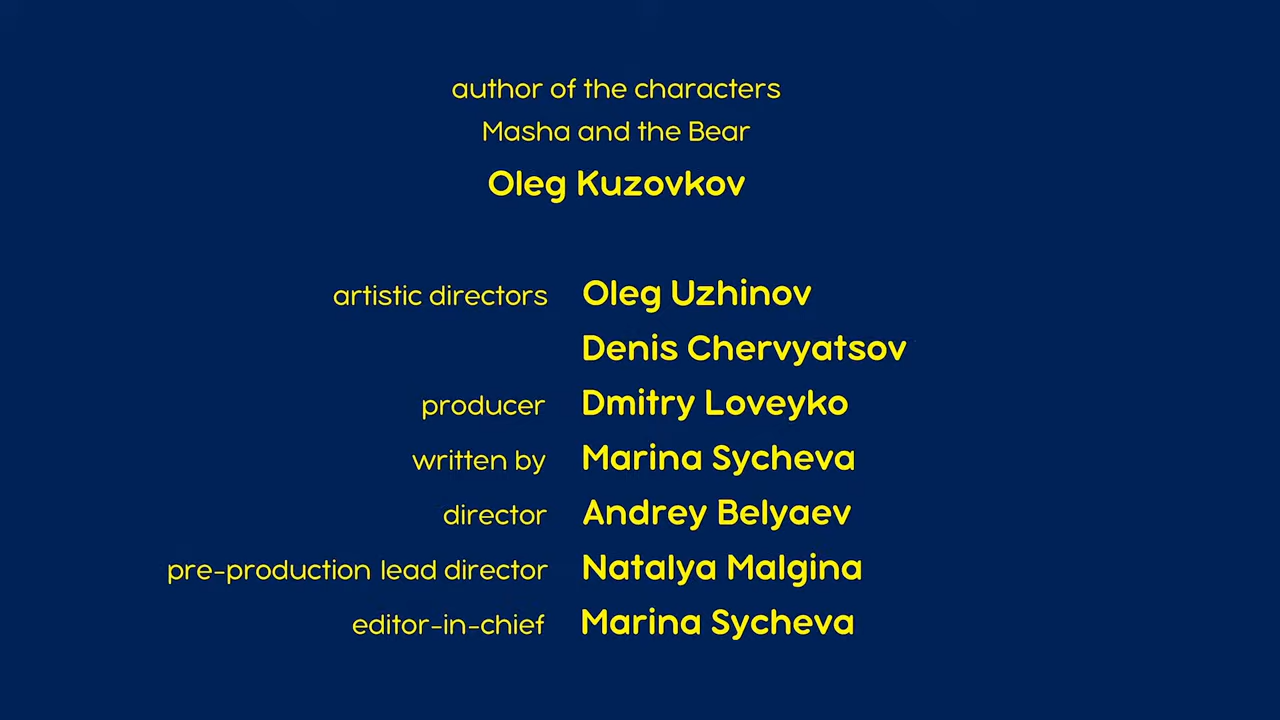 author of the characters
Masha and the Bear
Oleg Kuzovkov
artistic directors Oleg Uzhinov
Denis Chervyatsov
producer Dmitry Loveyko
written by Marina Sycheva
director Andrey Belyaev
pre-production lead director Natalya Malgina
editor-in-chief Marina Sycheva